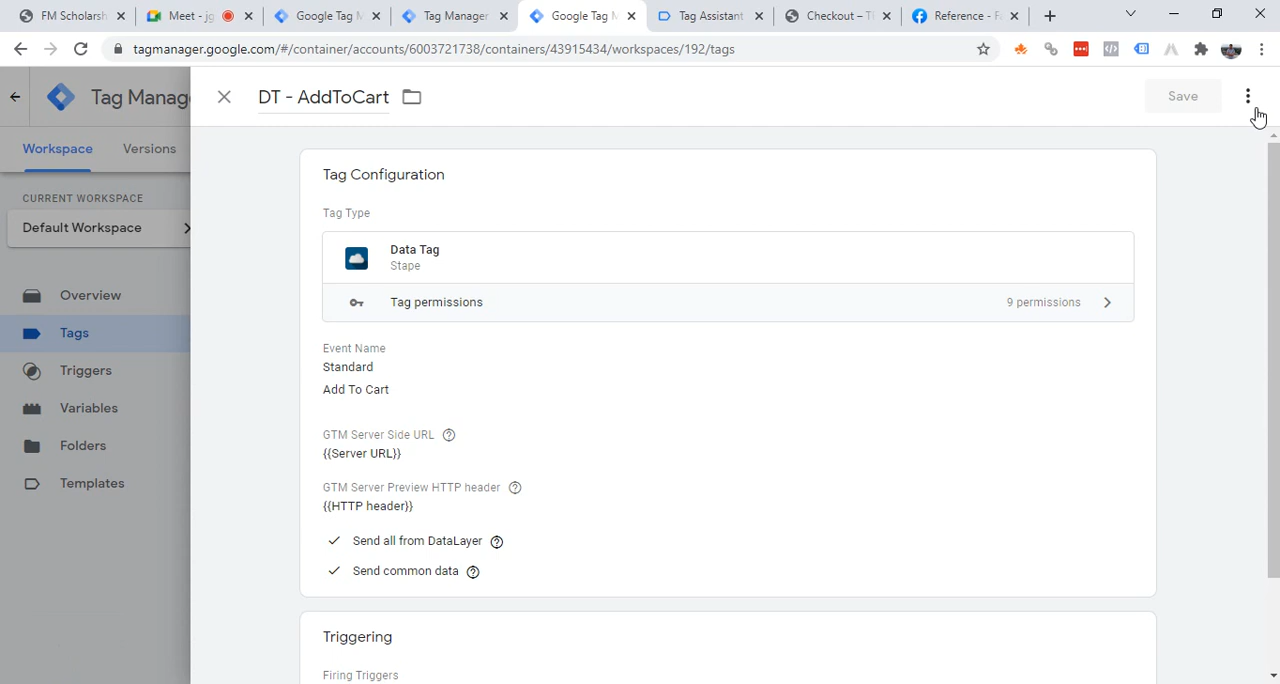 FM Scholarsh
Meet - jg
Google Tag M
Tag Manager
Google Tag M
Tag Assistant
Checkout – T
Reference - F
tagmanager.google.com/#/container/accounts/6003721738/containers/43915434/workspaces/192/tags
Tag Manag
DT - AddToCart
Save
Workspace
Versions
CURRENT WORKSPACE
Default Workspace
Overview
Tags
Triggers
Variables
Folders
Templates
Tag Configuration
Tag Type
Data Tag
Stape
Tag permissions
9 permissions
Event Name
Standard
Add To Cart
GTM Server Side URL
{{Server URL}}
GTM Server Preview HTTP header
{{HTTP header}}
Send all from DataLayer
Send common data
Triggering
Firing Triggers